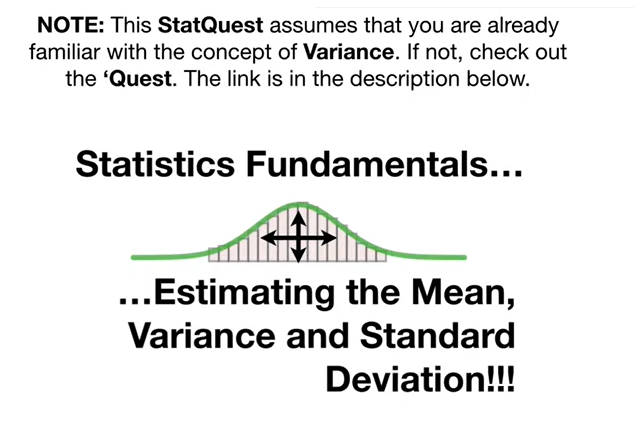 NOTE: This StatQuest assumes that you are already
familiar with the concept of Variance. If not, check out
the ‘Quest. The link is in the description below.
Statistics Fundamentals…
…Estimating the Mean,
Variance and Standard
Deviation!!!